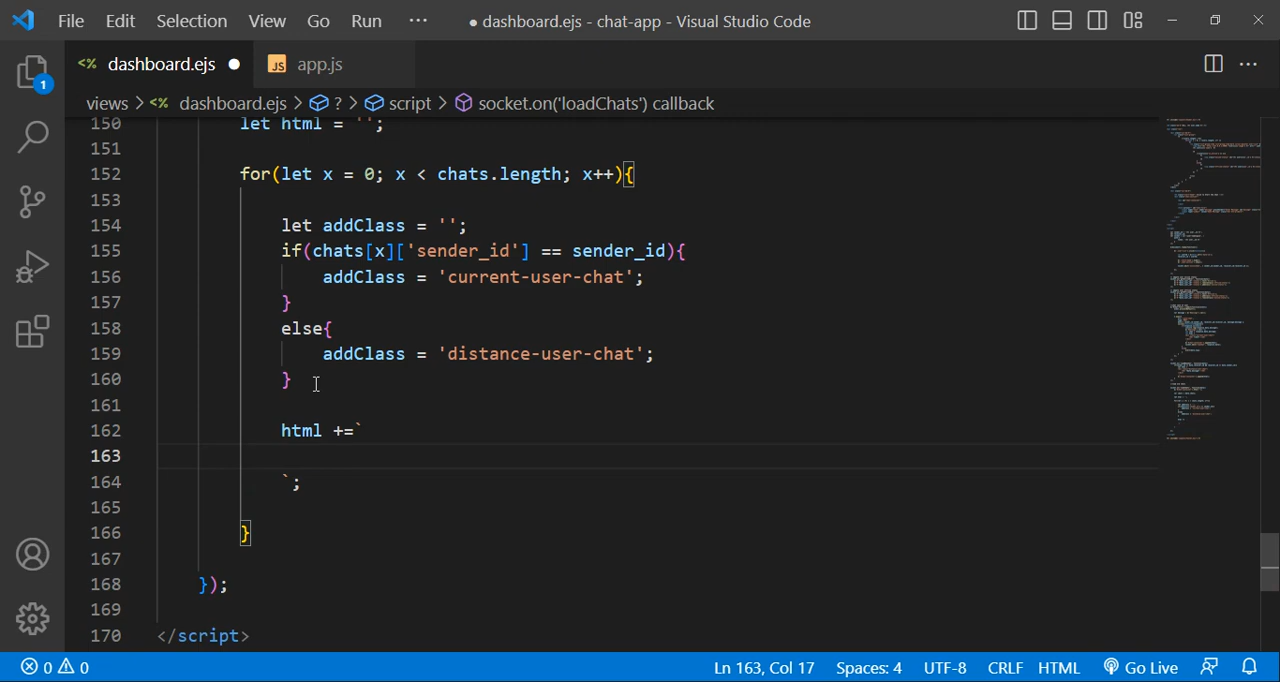 File Edit Selection View Go Run ··· ● dashboard.ejs - chat-app - Visual Studio Code
<% dashboard.ejs ● JS app.js
views > <% dashboard.ejs > ? > script > socket.on('loadChats') callback
1
150 let html = '';
151
152 for(let x = 0; x < chats.length; x++){
153
154 let addClass = '';
155 if(chats[x]['sender_id'] == sender_id){
156 addClass = 'current-user-chat';
157 }
158 else{
159 addClass = 'distance-user-chat';
160 }
161
162 html +=`
163
164 `;
165
166 }
167
168 });
169
170 </script>
0 0 Ln 163, Col 17 Spaces: 4 UTF-8 CRLF HTML Go Live